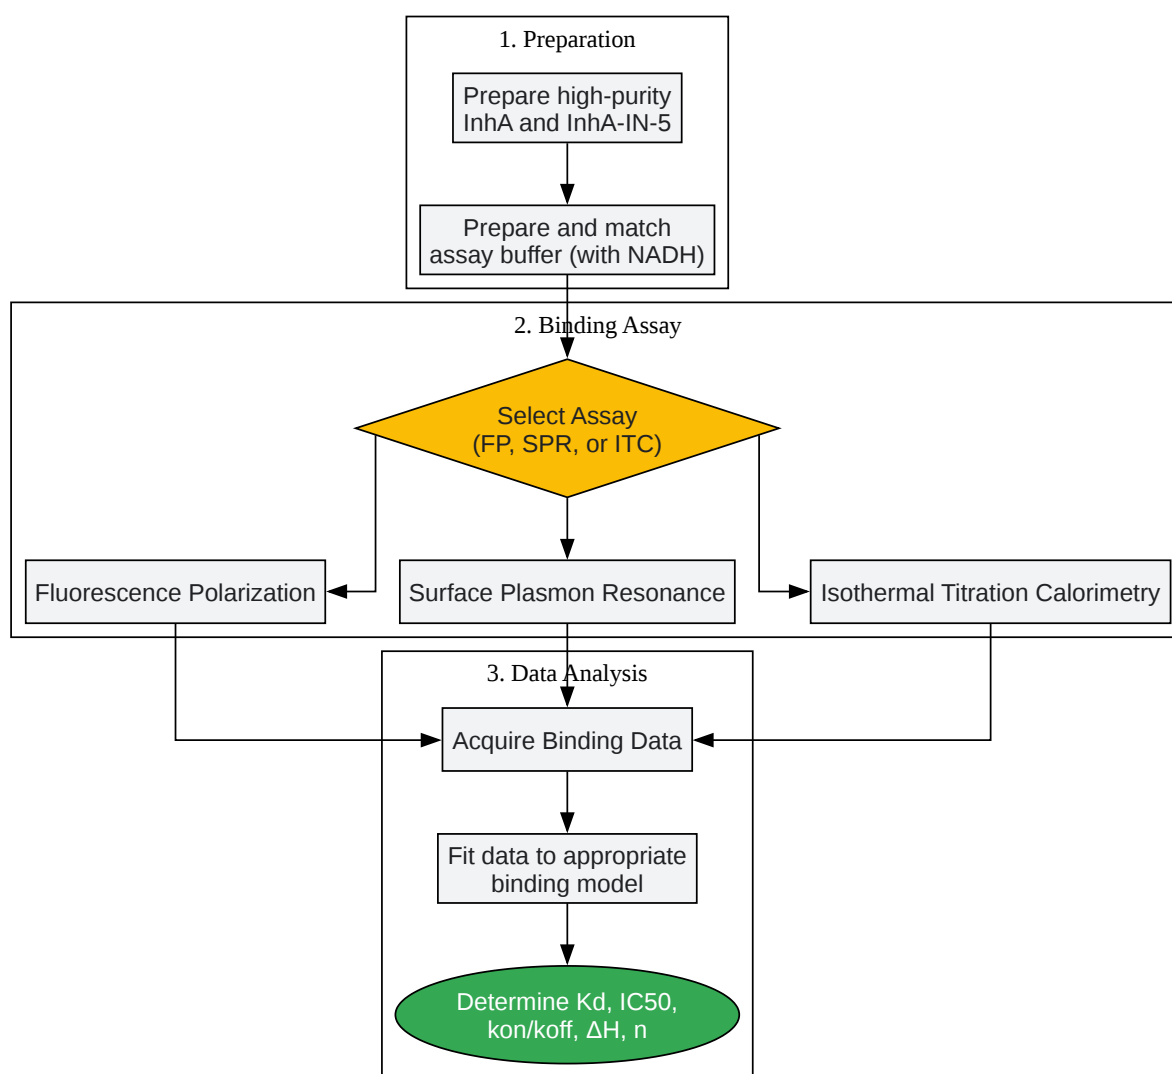 1. Preparation
Prepare high-purity
InhA and InhA-IN-5
Prepare and match
assay buffer (with NADH)
2. Binding Assay
Select Assay
(FP, SPR, or ITC)
Fluorescence Polarization
Surface Plasmon Resonance
Isothermal Titration Calorimetry
3. Data Analysis
Acquire Binding Data
Fit data to appropriate
binding model
Determine Kd, IC50,
kon/koff, ΔH, n